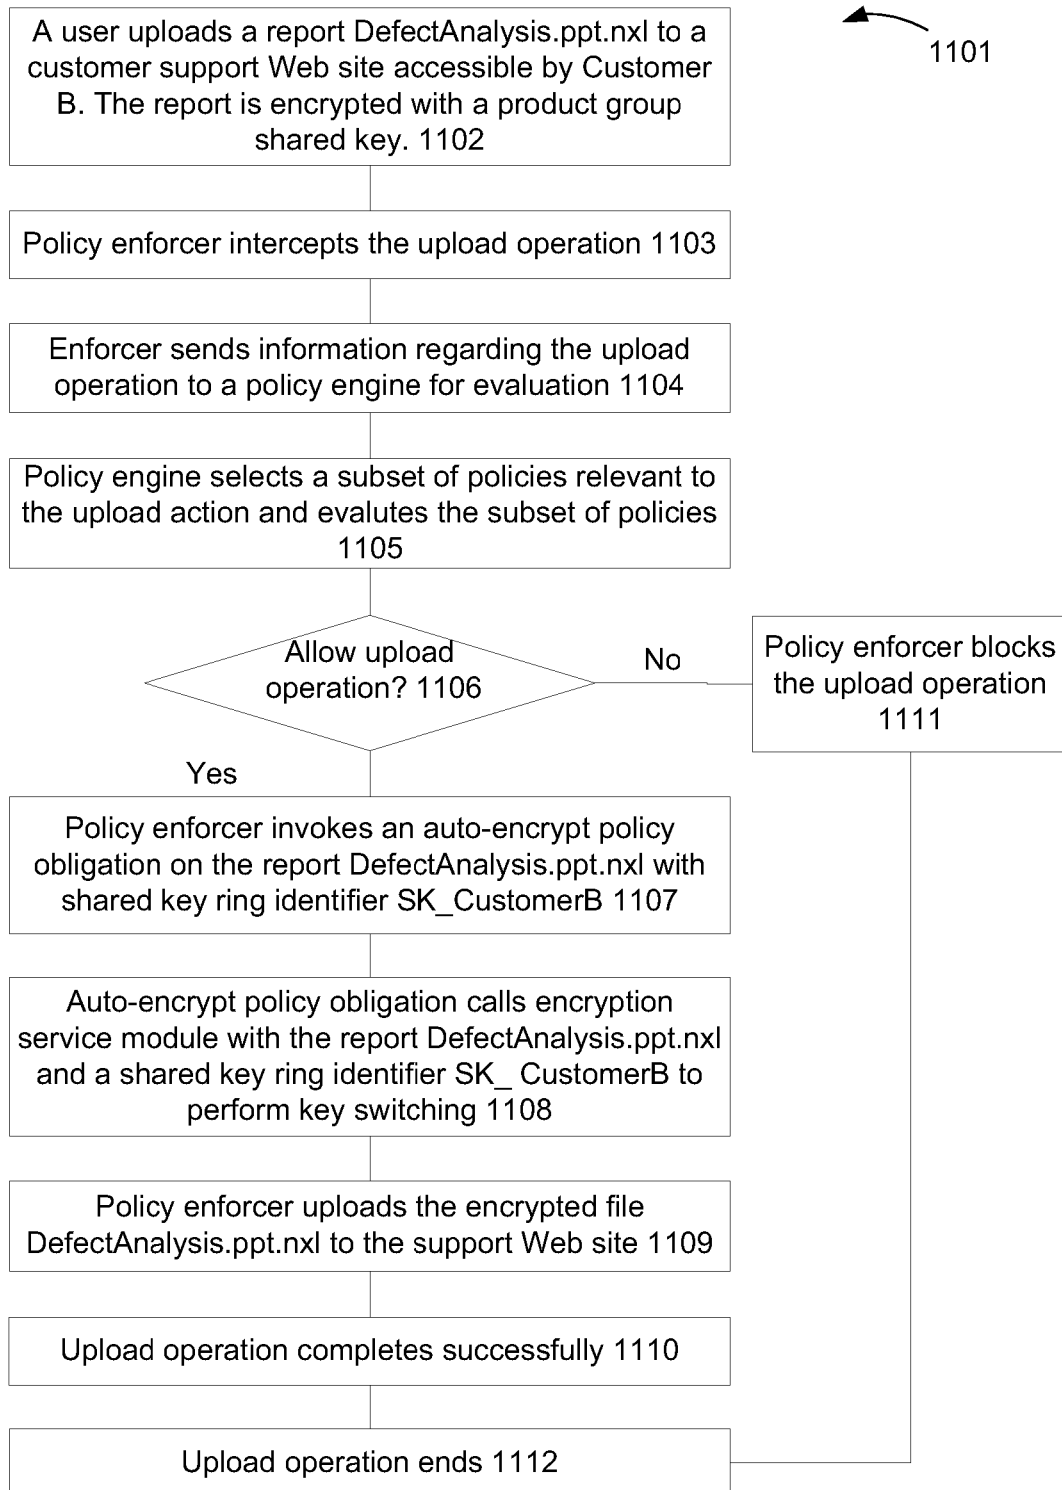 A user uploads a report DefectAnalysis.ppt.nxl to a
customer support Web site accessible by Customer
B. The report is encrypted with a product group
shared key. 1102
1101
Policy enforcer intercepts the upload operation 1103
Enforcer sends information regarding the upload
operation to a policy engine for evaluation 1104
Policy engine selects a subset of policies relevant to
the upload action and evalutes the subset of policies
1105
Allow upload
operation? 1106
No
Policy enforcer blocks
the upload operation
1111
Yes
Policy enforcer invokes an auto-encrypt policy
obligation on the report DefectAnalysis.ppt.nxl with
shared key ring identifier SK_CustomerB 1107
Auto-encrypt policy obligation calls encryption
service module with the report DefectAnalysis.ppt.nxl
and a shared key ring identifier SK_ CustomerB to
perform key switching 1108
Policy enforcer uploads the encrypted file
DefectAnalysis.ppt.nxl to the support Web site 1109
Upload operation completes successfully 1110
Upload operation ends 1112